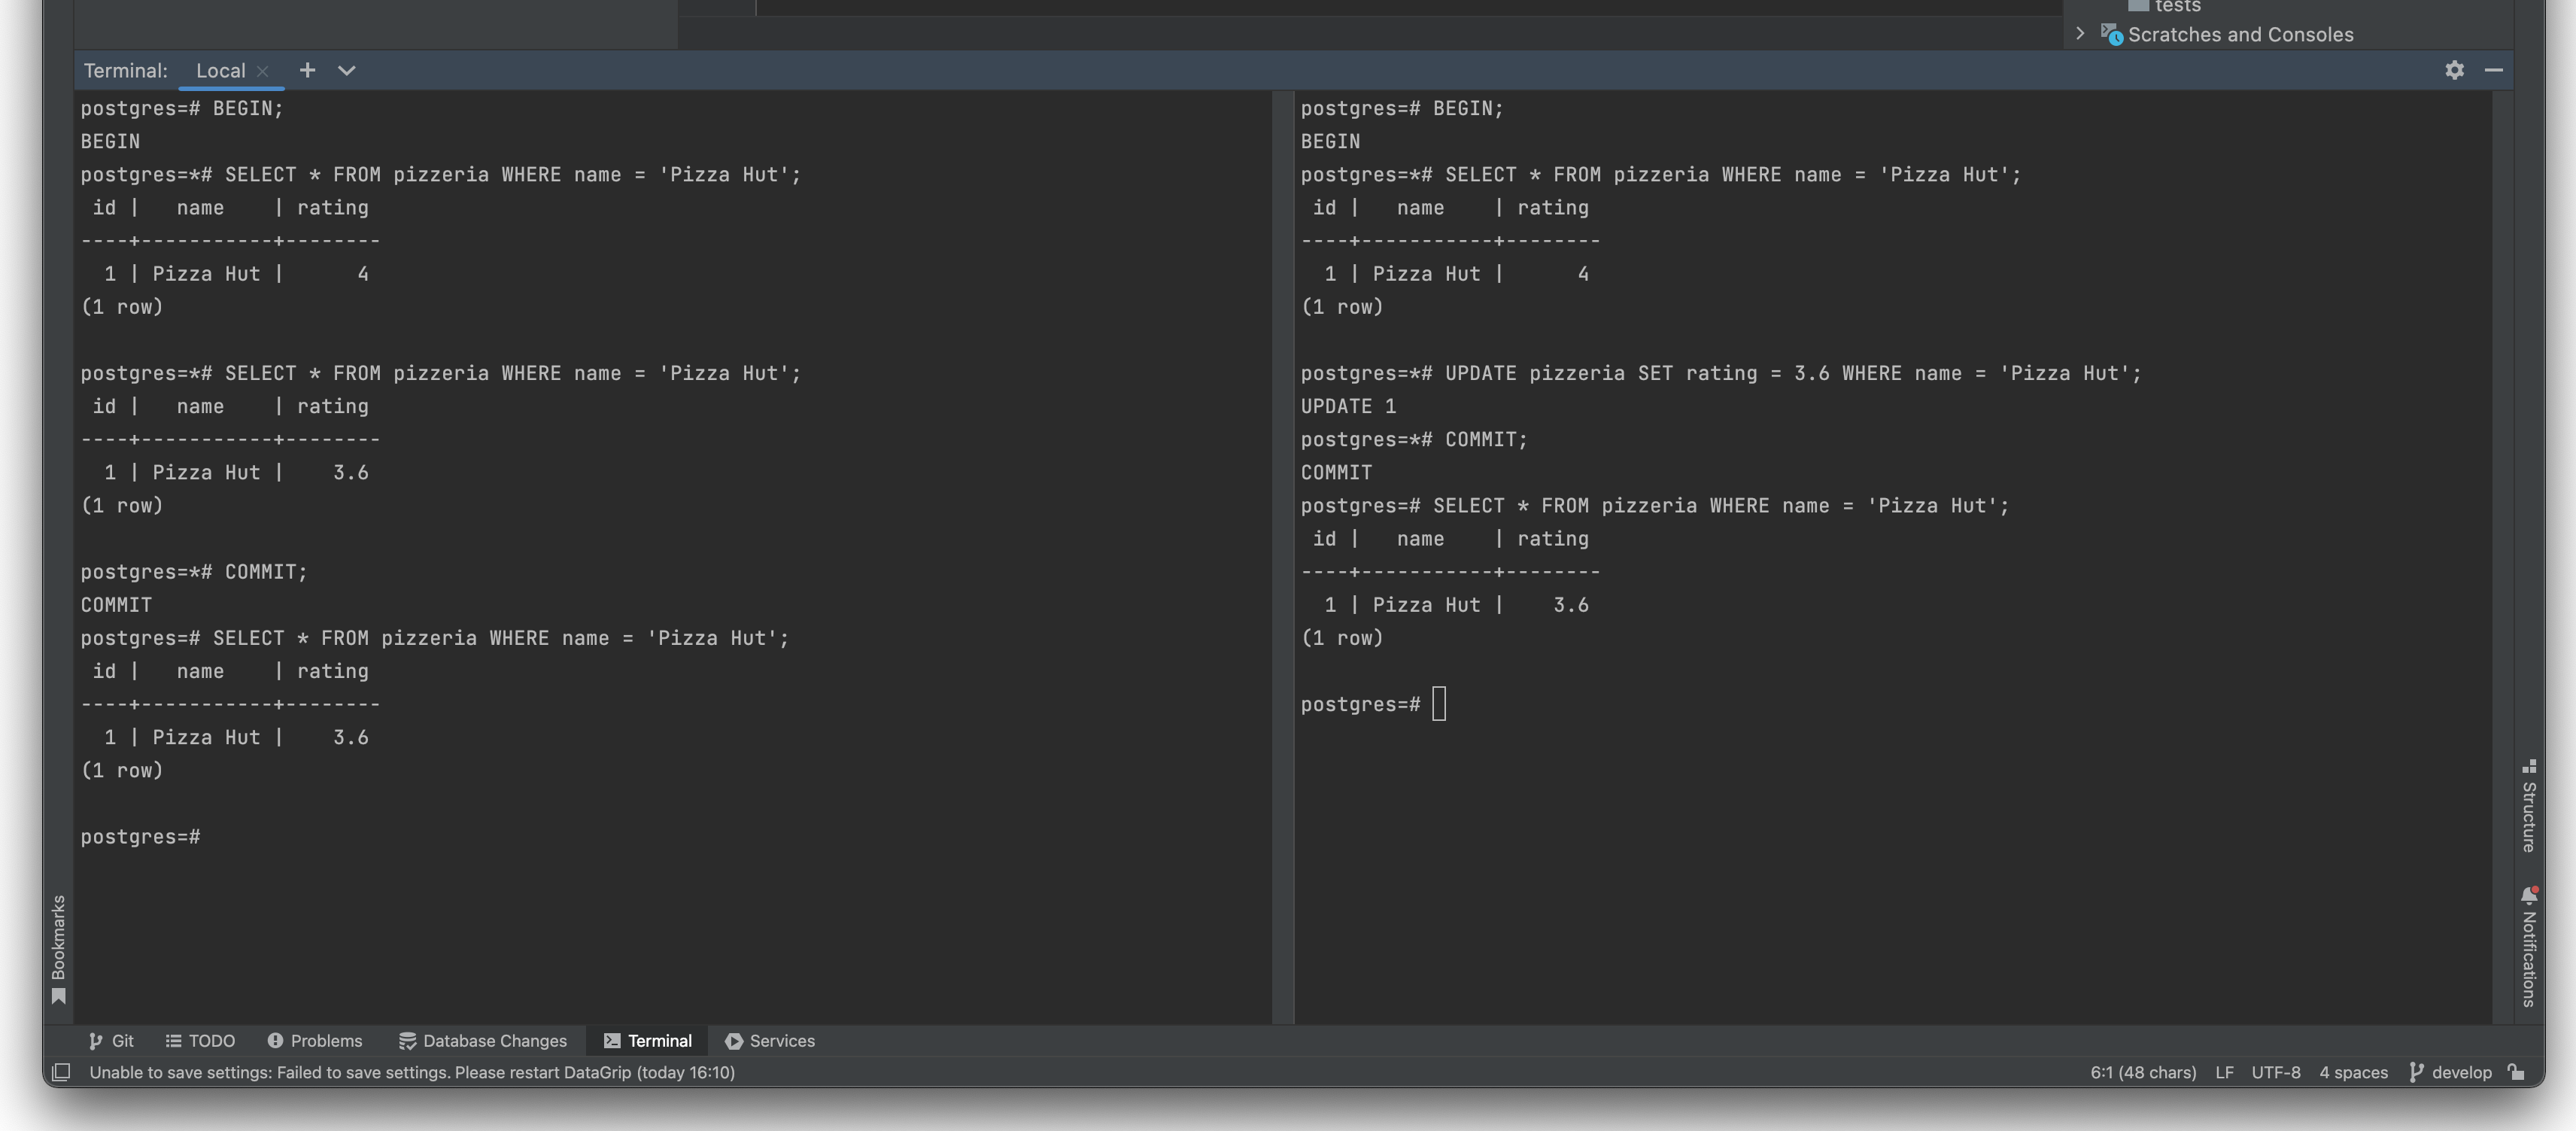 tests
Scratches and Consoles
Terminal: Local
postgres=# BEGIN;
BEGIN
postgres=*# SELECT * FROM pizzeria WHERE name = 'Pizza Hut';
 id |   name    | rating
----+-----------+--------
  1 | Pizza Hut |      4
(1 row)

postgres=*# SELECT * FROM pizzeria WHERE name = 'Pizza Hut';
 id |   name    | rating
----+-----------+--------
  1 | Pizza Hut |    3.6
(1 row)

postgres=*# COMMIT;
COMMIT
postgres=# SELECT * FROM pizzeria WHERE name = 'Pizza Hut';
 id |   name    | rating
----+-----------+--------
  1 | Pizza Hut |    3.6
(1 row)

postgres=#
postgres=# BEGIN;
BEGIN
postgres=*# SELECT * FROM pizzeria WHERE name = 'Pizza Hut';
 id |   name    | rating
----+-----------+--------
  1 | Pizza Hut |      4
(1 row)

postgres=*# UPDATE pizzeria SET rating = 3.6 WHERE name = 'Pizza Hut';
UPDATE 1
postgres=*# COMMIT;
COMMIT
postgres=# SELECT * FROM pizzeria WHERE name = 'Pizza Hut';
 id |   name    | rating
----+-----------+--------
  1 | Pizza Hut |    3.6
(1 row)

postgres=#
Bookmarks
Structure
Notifications
Git TODO Problems Database Changes Terminal Services
Unable to save settings: Failed to save settings. Please restart DataGrip (today 16:10) 6:1 (48 chars) LF UTF-8 4 spaces develop